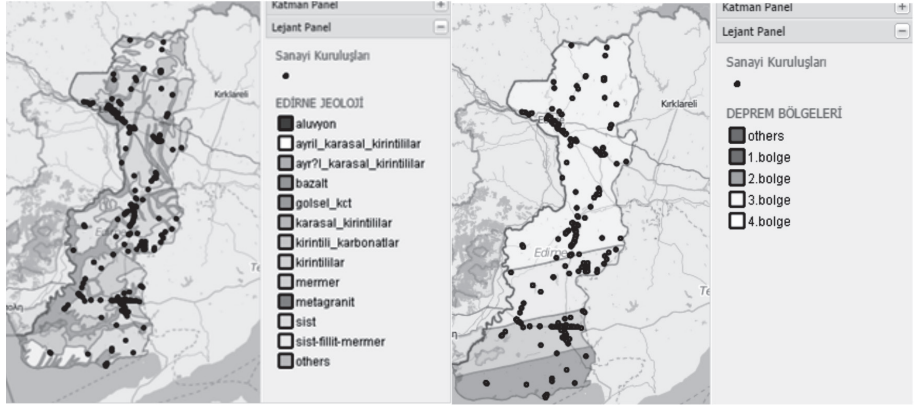 Katman Panel
Lejant Panel
Sanayi Kuruluşları
EDİRNE JEOLOJİ
aluvyon
ayril_karasal_kirintililar
ayr?l_karasal_kirintililar
bazalt
golsel_kct
karasal_kirintililar
kirintili_karbonatlar
kirintililar
mermer
metagranit
sist
sist-fillit-mermer
others
Kırklareli
Katman Panel
Lejant Panel
Sanayi Kuruluşları
DEPREM BÖLGELERİ
others
1.bolge
2.bolge
3.bolge
4.bolge
Kırklareli
Edirne